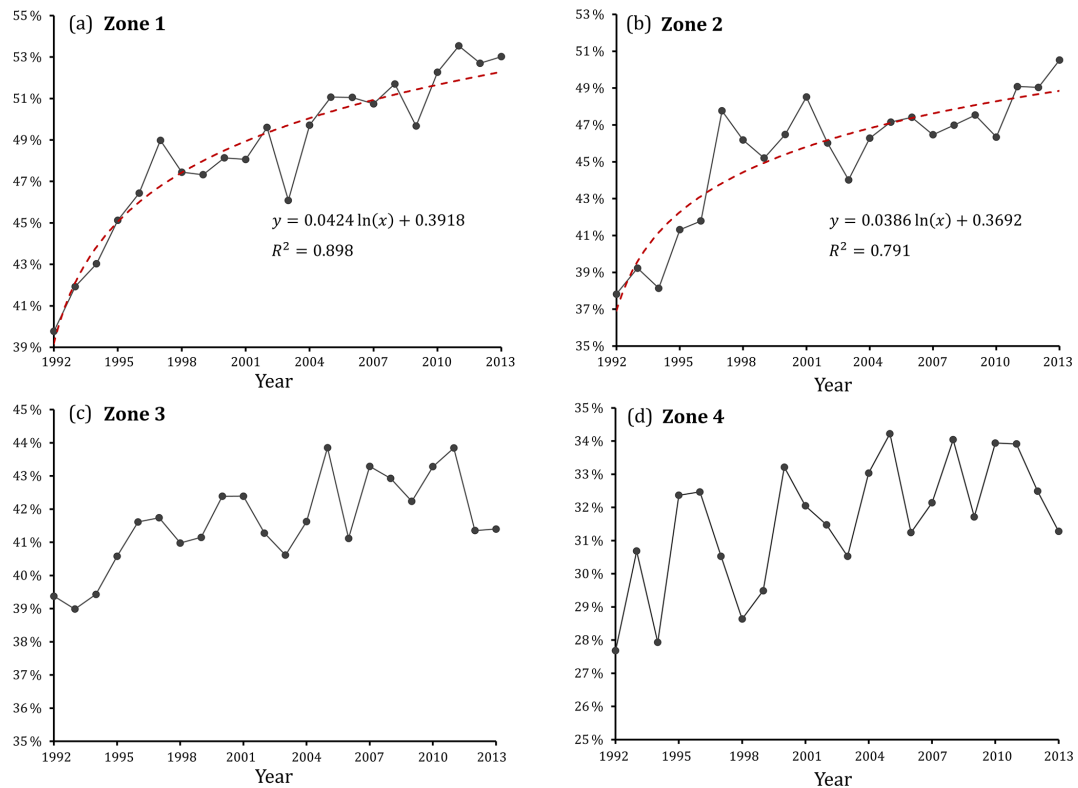 (a) Zone 1
55%
53%
51%
49%
47%
45%
43%
41%
39%
y = 0.0424 ln(x) + 0.3918
R² = 0.898
1992 1995 1998 2001 2004 2007 2010 2013
Year
(b) Zone 2
53%
51%
49%
47%
45%
43%
41%
39%
37%
35%
y = 0.0386 ln(x) + 0.3692
R² = 0.791
1992 1995 1998 2001 2004 2007 2010 2013
Year
(c) Zone 3
45%
44%
43%
42%
41%
40%
39%
38%
37%
36%
35%
1992 1995 1998 2001 2004 2007 2010 2013
Year
(d) Zone 4
35%
34%
33%
32%
31%
30%
29%
28%
27%
26%
25%
1992 1995 1998 2001 2004 2007 2010 2013
Year